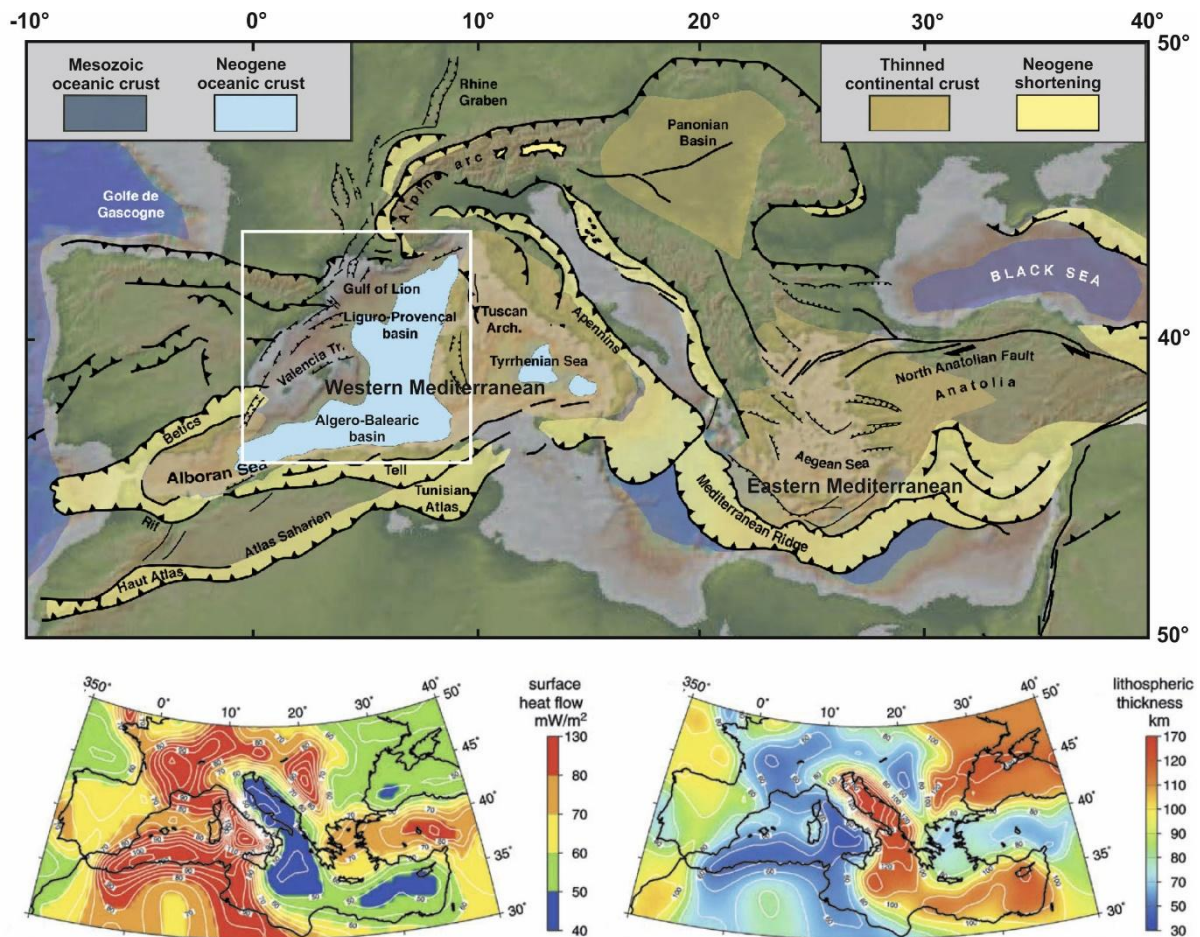 -10° 0° 10° 20° 30° 40°
50°
Mesozoic
oceanic crust
Neogene
oceanic crust
Thinned
continental crust
Neogene
shortening
Rhine
Graben
Panonian
Basin
Golfe de
Gascogne
Alpine arc
BLACK SEA
Gulf of Lion
Liguro-Provençal
basin
Tuscan
Arch.
Apennins
40°
Valencia Tr.
Tyrrhenian Sea
North Anatolian Fault
Anatolia
Western Mediterranean
Betics
Algero-Balearic
basin
Alboran Sea
Tell
Aegean Sea
Eastern Mediterranean
Tunisian
Atlas
Mediterranean Ridge
Rif
Atlas Saharien
Haut Atlas
50°
350° 0° 10° 20° 30° 40° 50°
45°
40°
35°
30°
surface
heat flow
mW/m²
130
80
70
60
50
40
350° 0° 10° 20° 30° 40° 50°
45°
40°
35°
30°
lithospheric
thickness
km
170
150
130
110
90
70
50
30